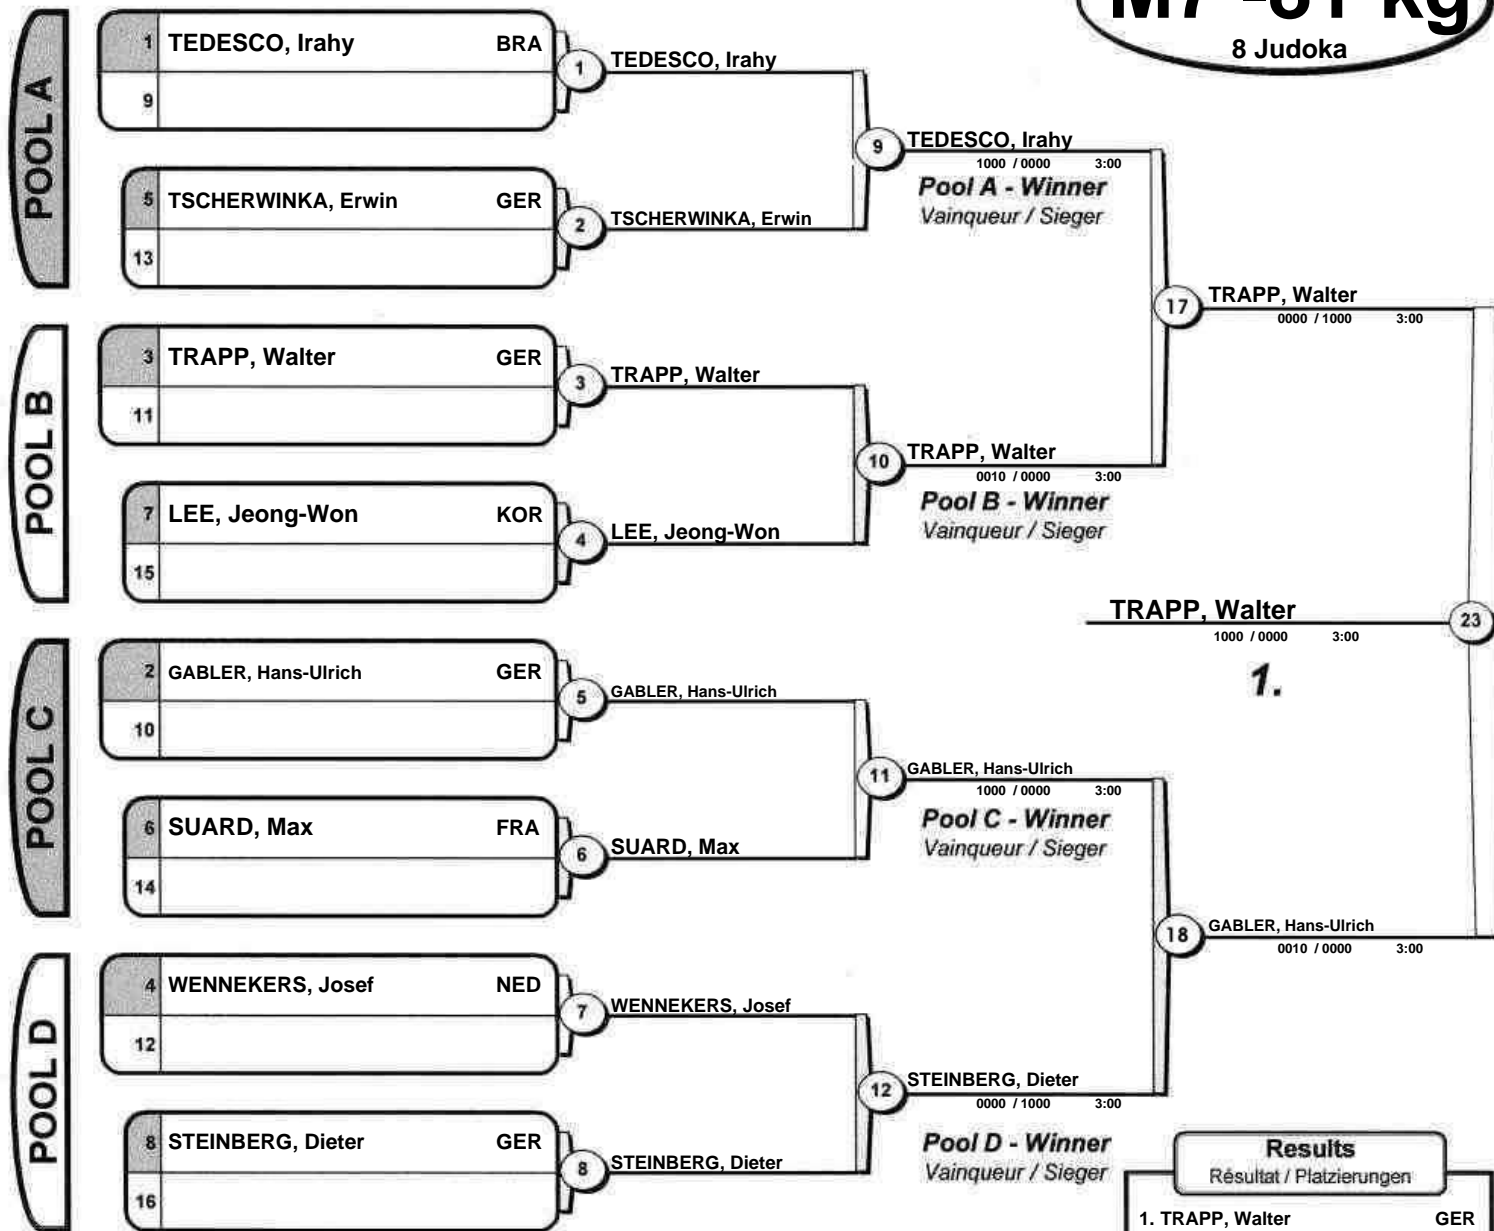 M7 -81 kg
8 Judoka
POOL A
1 TEDESCO, Irahy BRA
9
5 TSCHERWINKA, Erwin GER
13
1 TEDESCO, Irahy
2 TSCHERWINKA, Erwin
9 TEDESCO, Irahy
1000 / 0000 3:00
Pool A - Winner
Vainqueur / Sieger
POOL B
3 TRAPP, Walter GER
11
7 LEE, Jeong-Won KOR
15
3 TRAPP, Walter
4 LEE, Jeong-Won
10 TRAPP, Walter
0010 / 0000 3:00
Pool B - Winner
Vainqueur / Sieger
17 TRAPP, Walter
0000 / 1000 3:00
TRAPP, Walter 23
1000 / 0000 3:00
1.
POOL C
2 GABLER, Hans-Ulrich GER
10
6 SUARD, Max FRA
14
5 GABLER, Hans-Ulrich
6 SUARD, Max
11 GABLER, Hans-Ulrich
1000 / 0000 3:00
Pool C - Winner
Vainqueur / Sieger
18 GABLER, Hans-Ulrich
0010 / 0000 3:00
POOL D
4 WENNEKERS, Josef NED
12
8 STEINBERG, Dieter GER
16
7 WENNEKERS, Josef
8 STEINBERG, Dieter
12 STEINBERG, Dieter
0000 / 1000 3:00
Pool D - Winner
Vainqueur / Sieger
Results
Résultat / Platzierungen
1. TRAPP, Walter GER